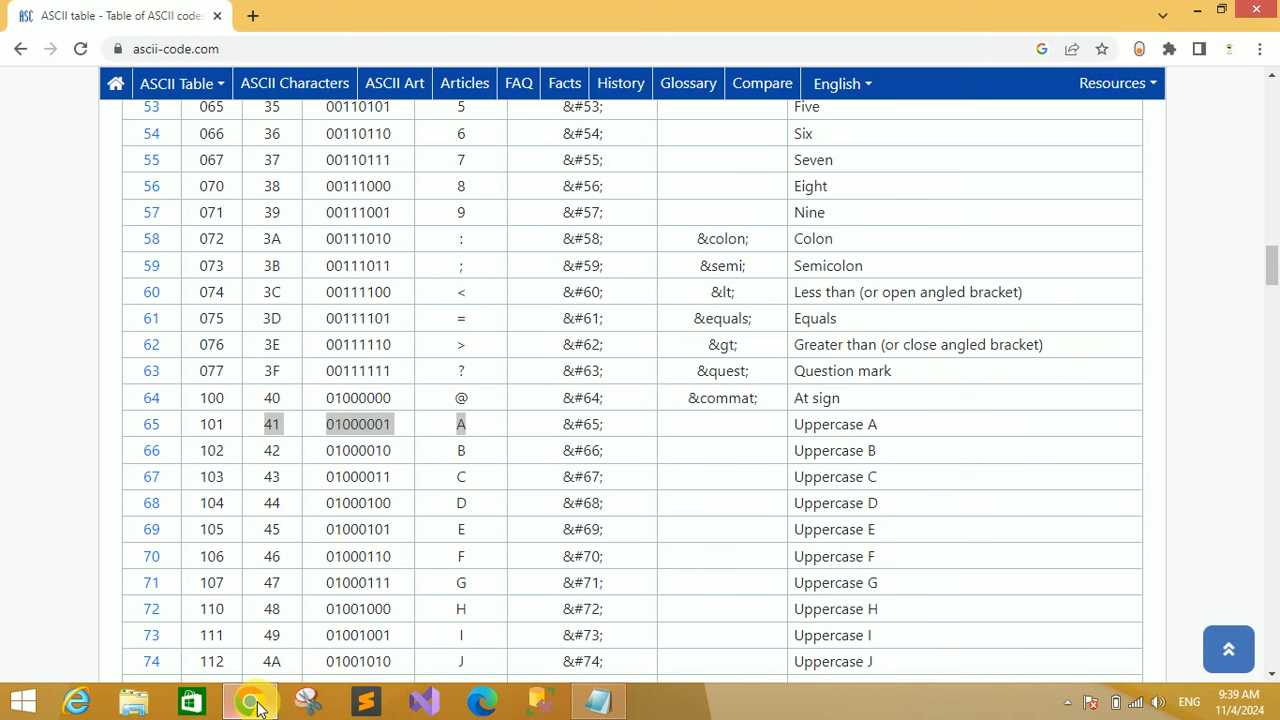 ASC ASCII table - Table of ASCII codes
ascii-code.com
ASCII Table ASCII Characters ASCII Art Articles FAQ Facts History Glossary Compare English Resources
53 065 35 00110101 5 &#53; Five
54 066 36 00110110 6 &#54; Six
55 067 37 00110111 7 &#55; Seven
56 070 38 00111000 8 &#56; Eight
57 071 39 00111001 9 &#57; Nine
58 072 3A 00111010 : &#58; &colon; Colon
59 073 3B 00111011 ; &#59; &semi; Semicolon
60 074 3C 00111100 < &#60; &lt; Less than (or open angled bracket)
61 075 3D 00111101 = &#61; &equals; Equals
62 076 3E 00111110 > &#62; &gt; Greater than (or close angled bracket)
63 077 3F 00111111 ? &#63; &quest; Question mark
64 100 40 01000000 @ &#64; &commat; At sign
65 101 41 01000001 A &#65; Uppercase A
66 102 42 01000010 B &#66; Uppercase B
67 103 43 01000011 C &#67; Uppercase C
68 104 44 01000100 D &#68; Uppercase D
69 105 45 01000101 E &#69; Uppercase E
70 106 46 01000110 F &#70; Uppercase F
71 107 47 01000111 G &#71; Uppercase G
72 110 48 01001000 H &#72; Uppercase H
73 111 49 01001001 I &#73; Uppercase I
74 112 4A 01001010 J &#74; Uppercase J
ENG 9:39 AM
11/4/2024